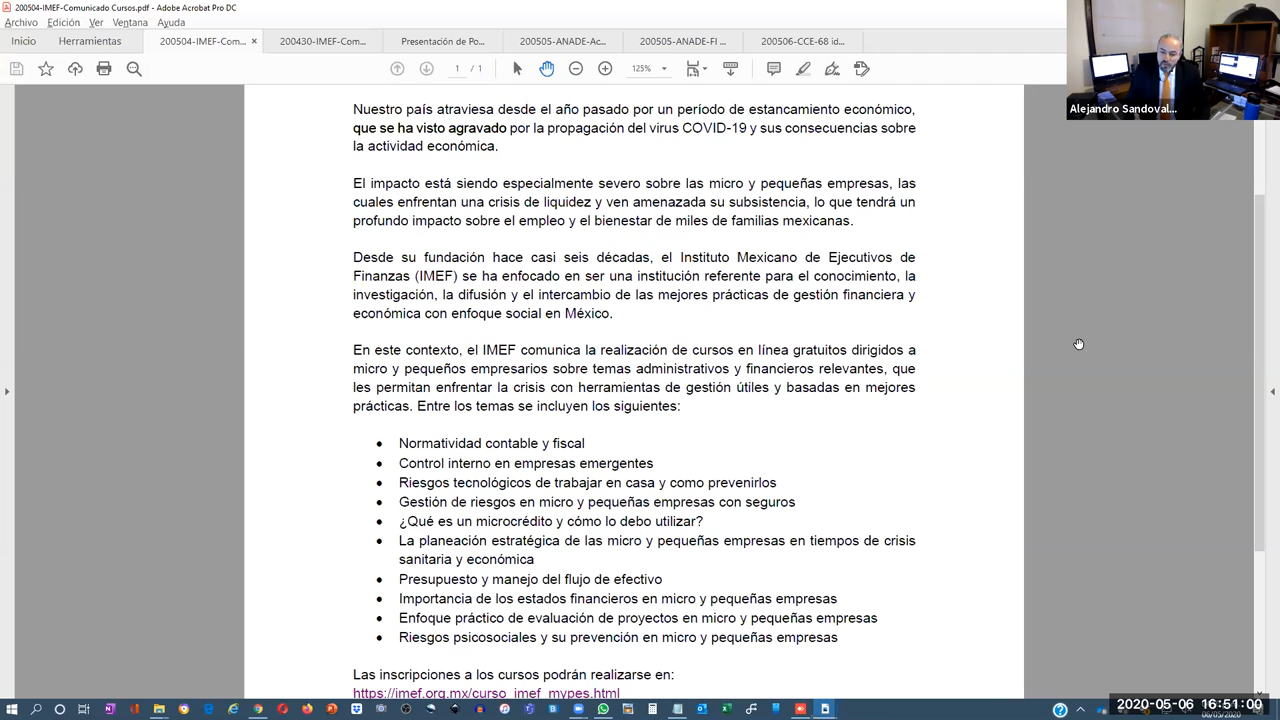 200504-IMEF-Comunicado Cursos.pdf - Adobe Acrobat Pro DC
Archivo Edición Ver Ventana Ayuda
Inicio Herramientas 200504-IMEF-Com... × 200430-IMEF-Com... Presentación de Po... 200505-ANADE-Ac... 200505-ANADE-FI ... 200506-CCE-68 id...
1 / 1 125%
Alejandro Sandoval...
Nuestro país atraviesa desde el año pasado por un período de estancamiento económico,
que se ha visto agravado por la propagación del virus COVID-19 y sus consecuencias sobre
la actividad económica.
El impacto está siendo especialmente severo sobre las micro y pequeñas empresas, las
cuales enfrentan una crisis de liquidez y ven amenazada su subsistencia, lo que tendrá un
profundo impacto sobre el empleo y el bienestar de miles de familias mexicanas.
Desde su fundación hace casi seis décadas, el Instituto Mexicano de Ejecutivos de
Finanzas (IMEF) se ha enfocado en ser una institución referente para el conocimiento, la
investigación, la difusión y el intercambio de las mejores prácticas de gestión financiera y
económica con enfoque social en México.
En este contexto, el IMEF comunica la realización de cursos en línea gratuitos dirigidos a
micro y pequeños empresarios sobre temas administrativos y financieros relevantes, que
les permitan enfrentar la crisis con herramientas de gestión útiles y basadas en mejores
prácticas. Entre los temas se incluyen los siguientes:
• Normatividad contable y fiscal
• Control interno en empresas emergentes
• Riesgos tecnológicos de trabajar en casa y como prevenirlos
• Gestión de riesgos en micro y pequeñas empresas con seguros
• ¿Qué es un microcrédito y cómo lo debo utilizar?
• La planeación estratégica de las micro y pequeñas empresas en tiempos de crisis
sanitaria y económica
• Presupuesto y manejo del flujo de efectivo
• Importancia de los estados financieros en micro y pequeñas empresas
• Enfoque práctico de evaluación de proyectos en micro y pequeñas empresas
• Riesgos psicosociales y su prevención en micro y pequeñas empresas
Las inscripciones a los cursos podrán realizarse en:
https://imef.org.mx/curso_imef_mypes.html
2020-05-06 16:51:00
06/05/2020